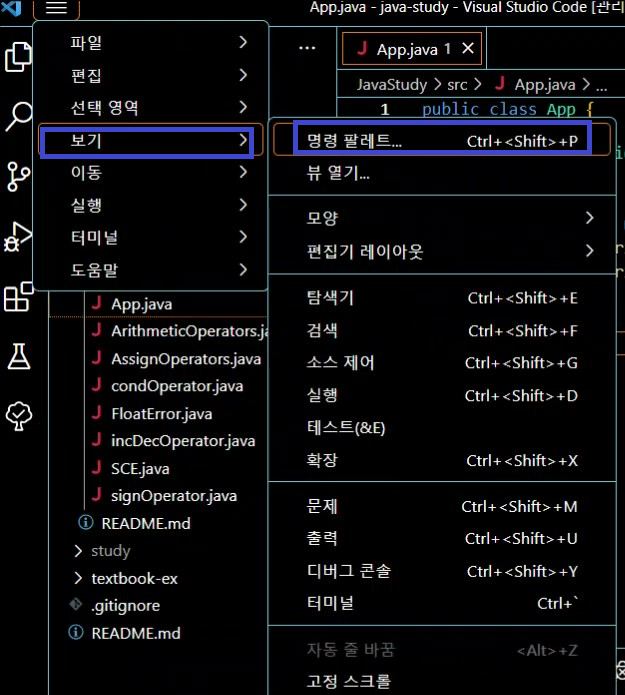 App.java - java-study - Visual Studio Code [관리
파일
편집
선택 영역
보기
이동
실행
터미널
도움말
App.java 1
JavaStudy > src > App.java > ...
1 public class App {
명령 팔레트... Ctrl+<Shift>+P
뷰 열기...
모양
편집기 레이아웃
탐색기 Ctrl+<Shift>+E
검색 Ctrl+<Shift>+F
소스 제어 Ctrl+<Shift>+G
실행 Ctrl+<Shift>+D
테스트(&E)
확장 Ctrl+<Shift>+X
문제 Ctrl+<Shift>+M
출력 Ctrl+<Shift>+U
디버그 콘솔 Ctrl+<Shift>+Y
터미널 Ctrl+`
자동 줄 바꿈 <Alt>+Z
고정 스크롤
App.java
ArithmeticOperators.ja
AssignOperators.java
condOperator.java
FloatError.java
incDecOperator.java
SCE.java
signOperator.java
README.md
study
textbook-ex
.gitignore
README.md